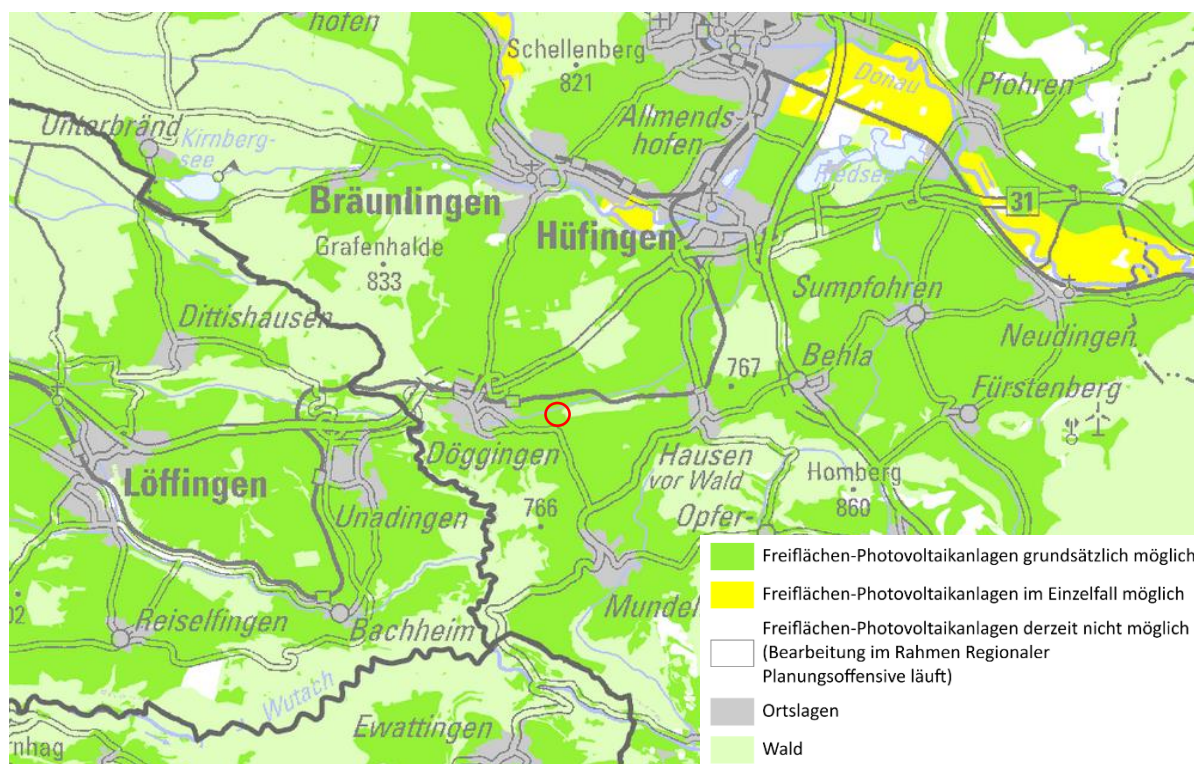 hofen
Schellenberg
821
Donau
Pfohren
Unterbränd
Kirnberg-
see
Allmends-
hofen
Riedsee
Bräunlingen
31
Hüfingen
Grafenhalde
833
Sumpfohren
Dittishausen
Neudingen
767
Behla
Fürstenberg
Döggingen
Hausen
vor Wald
Homberg
860
Löffingen
766
Unadingen
Opfer-
Mundel
Reiselfingen
Bachheim
Wutach
Ewattingen
rnhag
02
Freiflächen-Photovoltaikanlagen grundsätzlich möglich
Freiflächen-Photovoltaikanlagen im Einzelfall möglich
Freiflächen-Photovoltaikanlagen derzeit nicht möglich
(Bearbeitung im Rahmen Regionaler
Planungsoffensive läuft)
Ortslagen
Wald